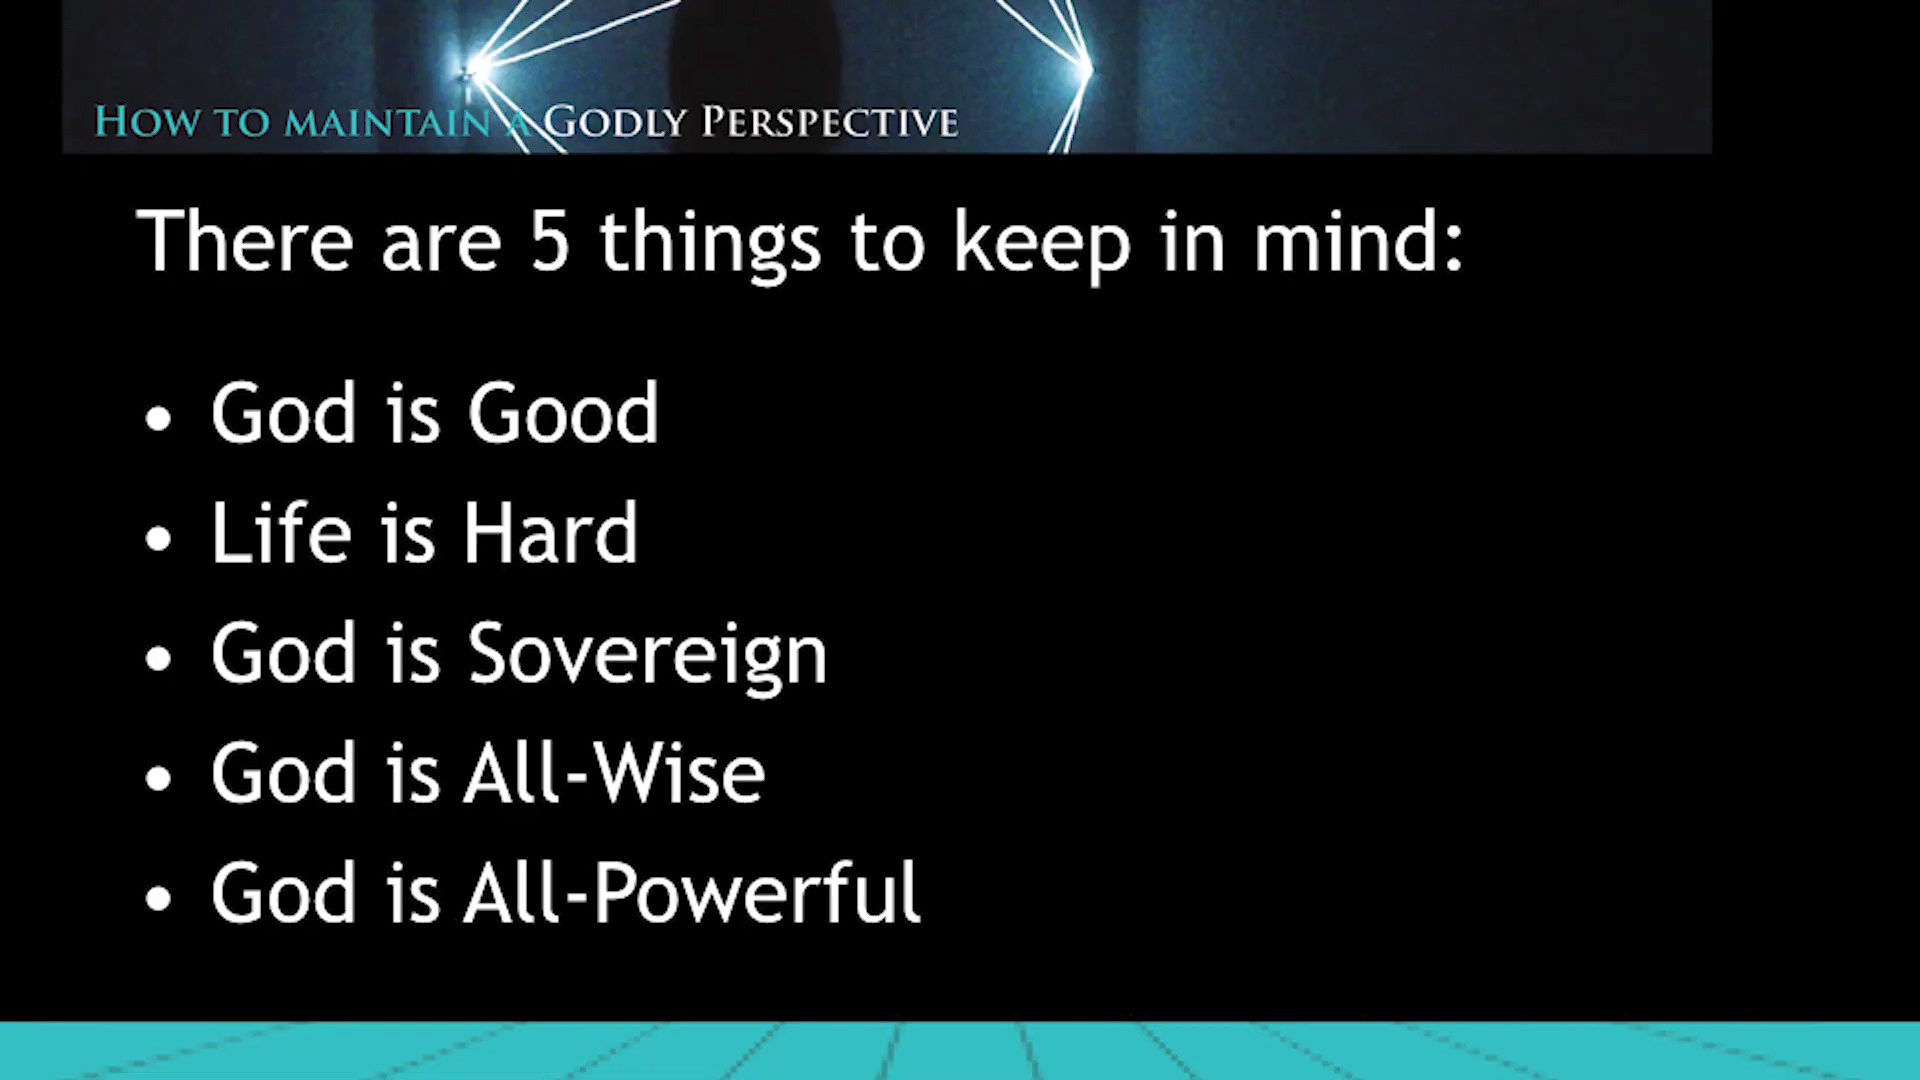 How to maintain a Godly Perspective
There are 5 things to keep in mind:
• God is Good
• Life is Hard
• God is Sovereign
• God is All-Wise
• God is All-Powerful